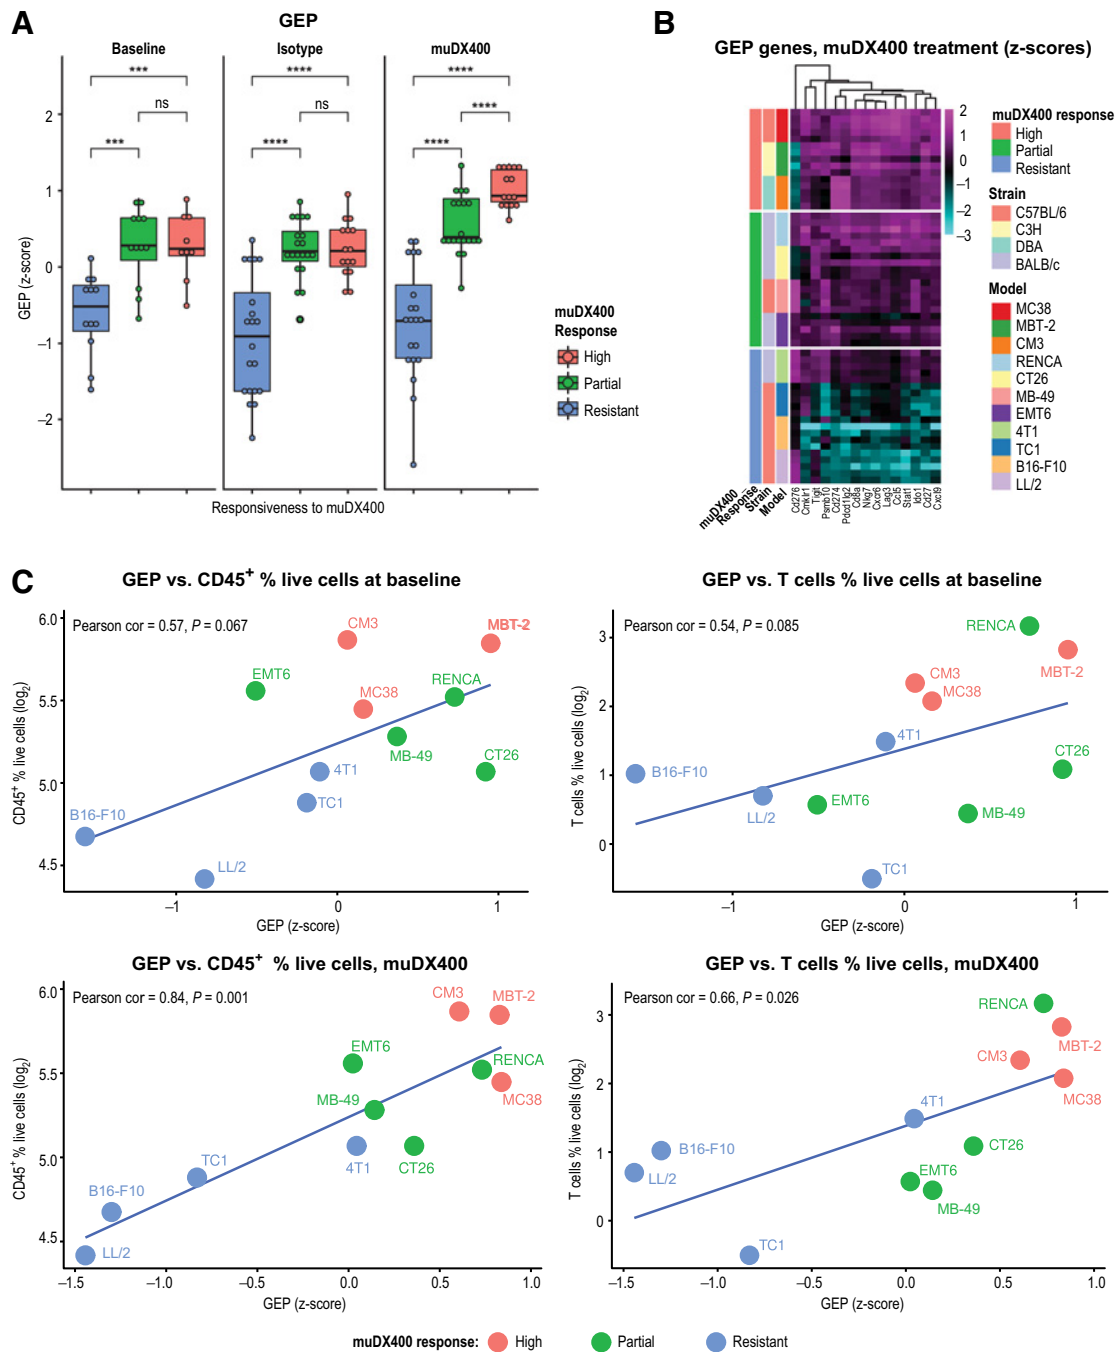 A
GEP
Baseline
Isotype
muDX400
***
****
****
ns
ns
****
***
****
****
GEP (z-score)
2
1
0
–1
–2
Responsiveness to muDX400
muDX400
Response
High
Partial
Resistant
B
GEP genes, muDX400 treatment (z-scores)
2
1
0
–1
–2
–3
muDX400 response
High
Partial
Resistant
Strain
C57BL/6
C3H
DBA
BALB/c
Model
MC38
MBT-2
CM3
RENCA
CT26
MB-49
EMT6
4T1
TC1
B16-F10
LL/2
muDX400
Response
Strain
Model
Cd276
Cmklr1
Tigit
Psmb10
Cd274
Pdcd1lg2
Cd8a
Nkg7
Cxcr6
Lag3
Ccl5
Stat1
Ido1
Cd27
Cxcl9
C
GEP vs. CD45+ % live cells at baseline
Pearson cor = 0.57, P = 0.067
CD45+ % live cells (log2)
6.0
5.5
5.0
4.5
CM3
MBT-2
EMT6
RENCA
MC38
MB-49
CT26
4T1
TC1
B16-F10
LL/2
–1
0
1
GEP (z-score)
GEP vs. T cells % live cells at baseline
Pearson cor = 0.54, P = 0.085
T cells % live cells (log2)
3
2
1
0
RENCA
MBT-2
CM3
MC38
4T1
CT26
B16-F10
LL/2
EMT6
MB-49
TC1
–1
0
1
GEP (z-score)
GEP vs. CD45+ % live cells, muDX400
Pearson cor = 0.84, P = 0.001
CD45+ % live cells (log2)
6.0
5.5
5.0
4.5
CM3
MBT-2
EMT6
RENCA
MB-49
MC38
TC1
4T1
CT26
B16-F10
LL/2
–1.5
–1.0
–0.5
0.0
0.5
1.0
GEP (z-score)
GEP vs. T cells % live cells, muDX400
Pearson cor = 0.66, P = 0.026
T cells % live cells (log2)
3
2
1
0
RENCA
MBT-2
CM3
MC38
4T1
B16-F10
CT26
LL/2
EMT6
MB-49
TC1
–1.5
–1.0
–0.5
0.0
0.5
1.0
GEP (z-score)
muDX400 response:
High
Partial
Resistant